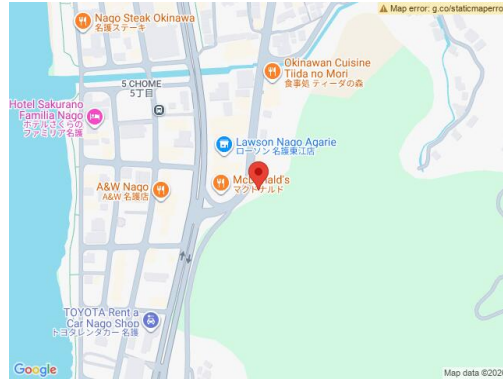 Map error: g.co/staticmaperro
Nago Steak Okinawa
名護ステーキ
Okinawan Cuisine
Tiida no Mori
食事処 ティーダの森
5 CHOME
5丁目
Hotel Sakurano
Familia Nago
ホテルさくらの
ファミリア名護
Lawson Nago Agarie
ローソン 名護東江店
McDonald's
マクドナルド
A&W Nago
A&W 名護店
TOYOTA Rent a
Car Nago Shop
トヨタレンタカー 名護
Google
Map data ©202